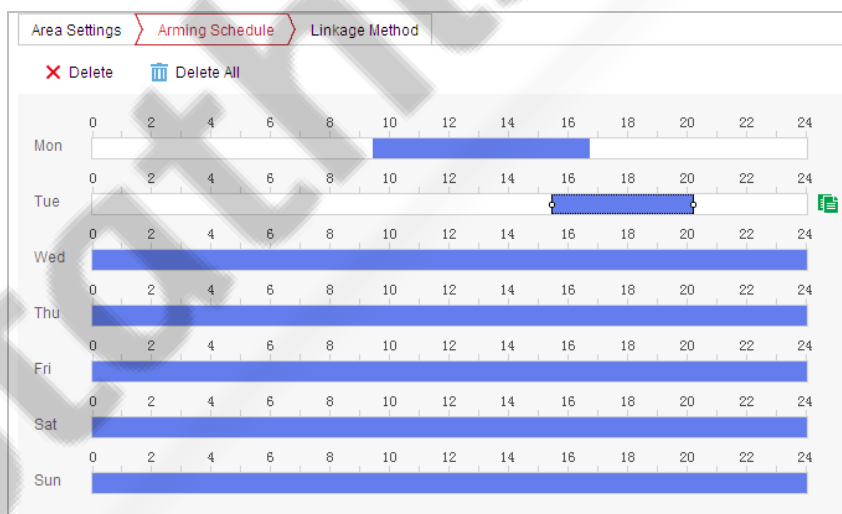 Area Settings Arming Schedule Linkage Method
Delete Delete All
0 2 4 6 8 10 12 14 16 18 20 22 24
Mon
0 2 4 6 8 10 12 14 16 18 20 22 24
Tue
0 2 4 6 8 10 12 14 16 18 20 22 24
Wed
0 2 4 6 8 10 12 14 16 18 20 22 24
Thu
0 2 4 6 8 10 12 14 16 18 20 22 24
Fri
0 2 4 6 8 10 12 14 16 18 20 22 24
Sat
0 2 4 6 8 10 12 14 16 18 20 22 24
Sun